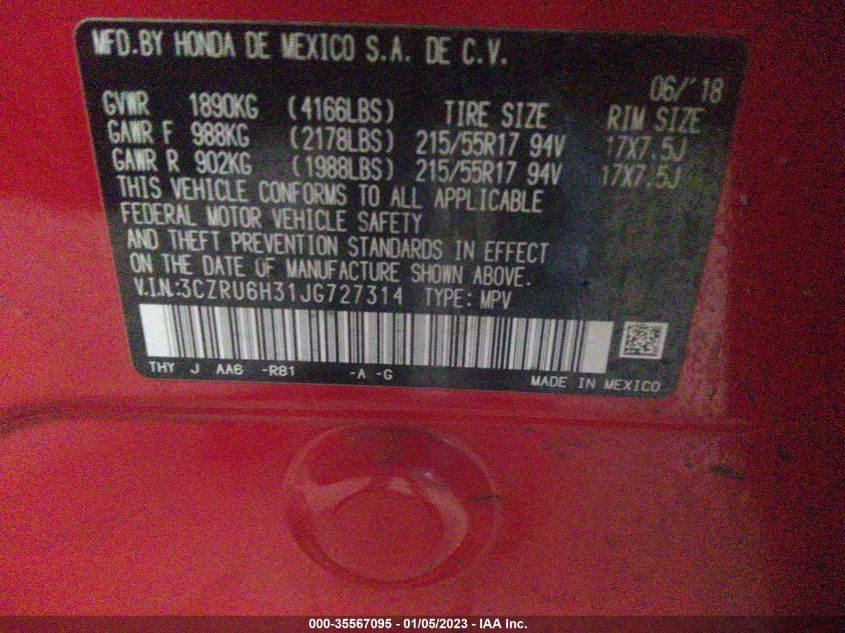 MFD.BY HONDA DE MEXICO S.A. DE C.V.
06/'18
GVWR 1890KG (4166LBS) TIRE SIZE RIM SIZE
GAWR F 988KG (2178LBS) 215/55R17 94V 17X7.5J
GAWR R 902KG (1988LBS) 215/55R17 94V 17X7.5J
THIS VEHICLE CONFORMS TO ALL APPLICABLE
FEDERAL MOTOR VEHICLE SAFETY
AND THEFT PREVENTION STANDARDS IN EFFECT
ON THE DATE OF MANUFACTURE SHOWN ABOVE.
V.I.N.:3CZRU6H31JG727314 TYPE: MPV
THY J AA6 -R81 -A -G
MADE IN MEXICO
000-35567095 - 01/05/2023 - IAA Inc.